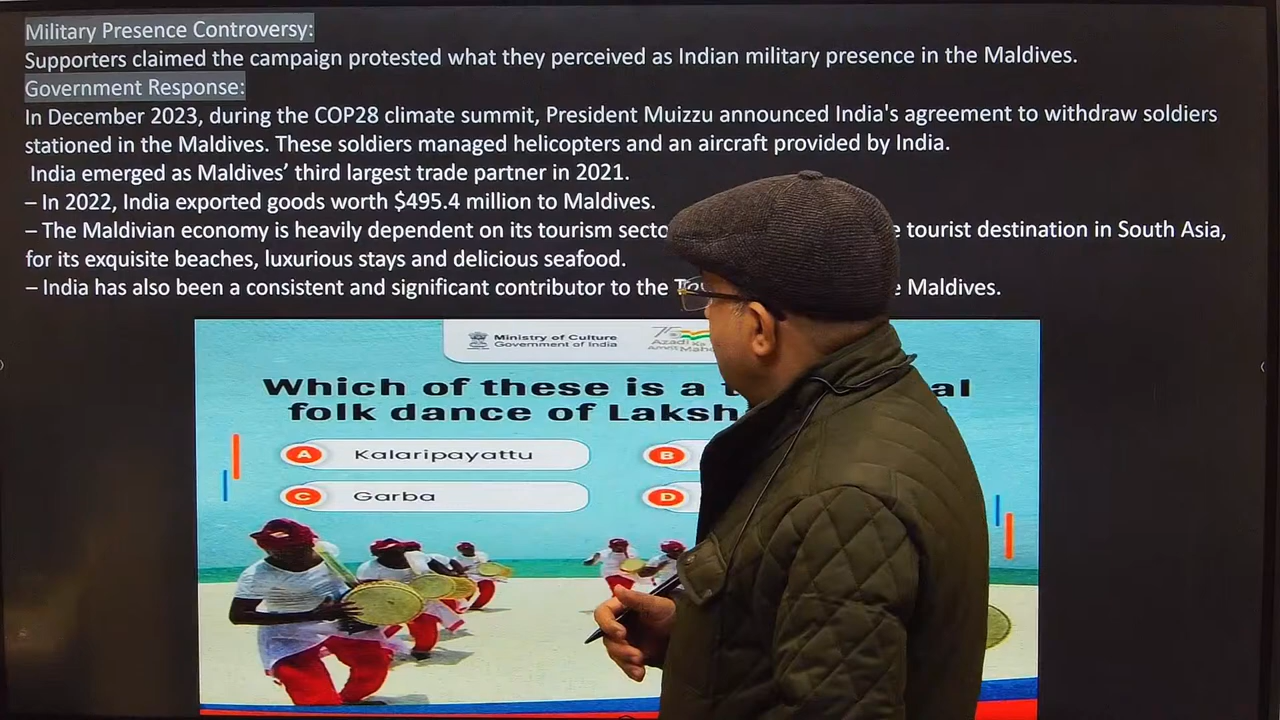 Military Presence Controversy:
Supporters claimed the campaign protested what they perceived as Indian military presence in the Maldives.
Government Response:
In December 2023, during the COP28 climate summit, President Muizzu announced India's agreement to withdraw soldiers
stationed in the Maldives. These soldiers managed helicopters and an aircraft provided by India.
India emerged as Maldives’ third largest trade partner in 2021.
– In 2022, India exported goods worth $495.4 million to Maldives.
– The Maldivian economy is heavily dependent on its tourism tourist destination in South Asia,
for its exquisite beaches, luxurious stays and delicious seafood.
– India has also been a consistent and significant contributor to the Maldives.
Ministry of Culture
Government of India
75
Azadi Ka
Amrit
Which of these is a
folk dance of
A Kalaripayattu
B
C Garba
D